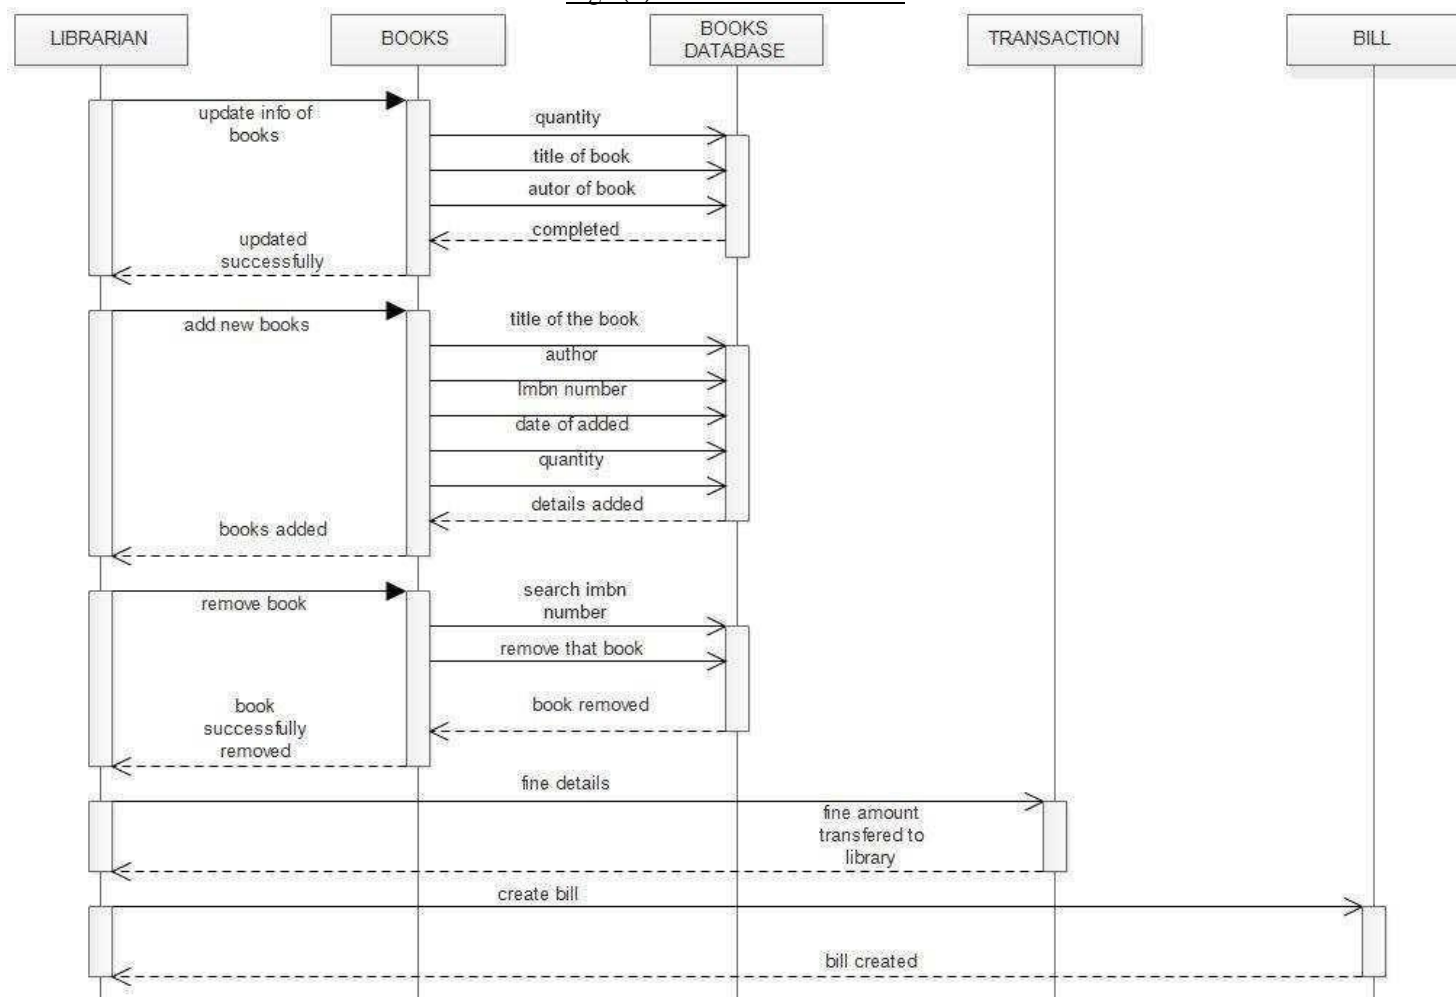 LIBRARIAN
BOOKS
BOOKS
DATABASE
TRANSACTION
BILL
update info of
books
quantity
title of book
autor of book
completed
updated
successfully
add new books
title of the book
author
Imbn number
date of added
quantity
details added
books added
remove book
search imbn
number
remove that book
book removed
book
successfully
removed
fine details
fine amount
transfered to
library
create bill
bill created